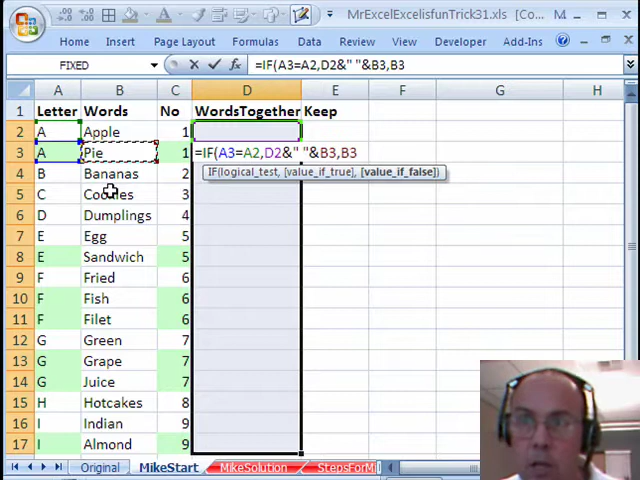 MrExcelExcelisfunTrick31.xls [Co...
Home Insert Page Layout Formulas Data Review View Developer Add-Ins
FIXED =IF(A3=A2,D2&" "&B3,B3
A B C D E F G H
1 Letter Words No WordsTogether Keep
2 A Apple 1
3 A Pie 1 =IF(A3=A2,D2&" "&B3,B3
IF(logical_test, [value_if_true], [value_if_false])
4 B Bananas 2
5 C Cookies 3
6 D Dumplings 4
7 E Egg 5
8 E Sandwich 5
9 F Fried 6
10 F Fish 6
11 F Filet 6
12 G Green 7
13 G Grape 7
14 G Juice 7
15 H Hotcakes 8
16 I Indian 9
17 I Almond 9
Original MikeStart MikeSolution StepsForMi